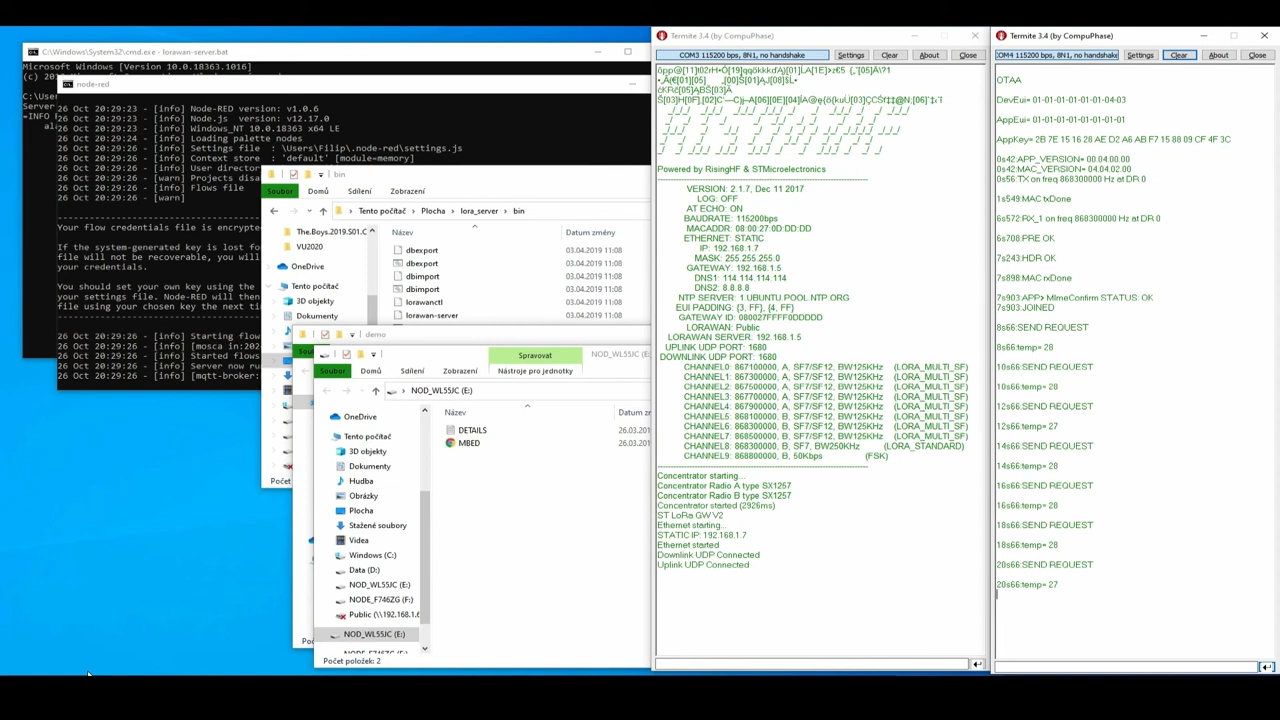 C:\Windows\System32\cmd.exe - lorawan-server.bat
Microsoft Windows [Version 10.0.18363.1016]
(c) 20
C:\Us
Server
=INFO
al
node-red
26 Oct 20:29:23 - [info] Node-RED version: v1.0.6
26 Oct 20:29:23 - [info] Node.js  version: v12.17.0
26 Oct 20:29:23 - [info] Windows_NT 10.0.18363 x64 LE
26 Oct 20:29:24 - [info] Loading palette nodes
26 Oct 20:29:26 - [info] Settings file  : \Users\Filip\.node-red\settings.js
26 Oct 20:29:26 - [info] Context store  : 'default' [module=memory]
26 Oct 20:29:26 - [info] User director
26 Oct 20:29:26 - [warn] Projects disa
26 Oct 20:29:26 - [info] Flows file
26 Oct 20:29:26 - [warn]
Your flow credentials file is encrypte
If the system-generated key is lost fo
file will not be recoverable, you will
your credentials.
You should set your own key using the
your settings file. Node-RED will then
file using your chosen key the next tim
26 Oct 20:29:26 - [info] Starting flow
26 Oct 20:29:26 - [info] [mosca in:202
26 Oct 20:29:26 - [info] Started flows
26 Oct 20:29:26 - [info] Server now ru
26 Oct 20:29:26 - [info] [mqtt-broker:
bin
Soubor Domů Sdílení Zobrazení
Tento počítač > Plocha > lora_server > bin
Název Datum změny
The.Boys.2019.S01.C
VU2020
OneDrive
Tento počítač
3D objekty
Dokumenty
dbexport 03.04.2019 11:08
dbexport 03.04.2019 11:08
dbimport 03.04.2019 11:08
dbimport 03.04.2019 11:08
lorawanctl 03.04.2019 11:08
lorawan-server 03.04.2019 11:08
Počet
demo
Sou
Poč
Spravovat NOD_WL55JC (E:)
Soubor Domů Sdílení Zobrazení Nástroje pro jednotky
NOD_WL55JC (E:)
Název Datum zm
DETAILS 26.03.201
MBED 26.03.201
OneDrive
Tento počítač
3D objekty
Dokumenty
Hudba
Obrázky
Plocha
Stažené soubory
Videa
Windows (C:)
Data (D:)
NOD_WL55JC (E:)
NODE_F746ZG (F:)
Public (\\192.168.1.6
NOD_WL55JC (E:)
NODE_F746ZG (F:)
Počet položek: 2
Termite 3.4 (by CompuPhase)
COM3 115200 bps, 8N1, no handshake Settings Clear About Close
Powered by RisingHF & STMicroelectronics
VERSION: 2.1.7, Dec 11 2017
LOG: OFF
AT ECHO: ON
BAUDRATE: 115200bps
MACADDR: 08:00:27:0D:DD:DD
ETHERNET: STATIC
IP: 192.168.1.7
MASK: 255.255.255.0
GATEWAY: 192.168.1.5
DNS1: 114.114.114.114
DNS2: 8.8.8.8
NTP SERVER: 1.UBUNTU.POOL.NTP.ORG
EUI PADDING: {3, FF}, {4, FF}
GATEWAY ID: 080027FFFF0DDDDD
LORAWAN: Public
LORAWAN SERVER: 192.168.1.5
UPLINK UDP PORT: 1680
DOWNLINK UDP PORT: 1680
CHANNEL0: 867100000, A, SF7/SF12, BW125KHz (LORA_MULTI_SF)
CHANNEL1: 867300000, A, SF7/SF12, BW125KHz (LORA_MULTI_SF)
CHANNEL2: 867500000, A, SF7/SF12, BW125KHz (LORA_MULTI_SF)
CHANNEL3: 867700000, A, SF7/SF12, BW125KHz (LORA_MULTI_SF)
CHANNEL4: 867900000, A, SF7/SF12, BW125KHz (LORA_MULTI_SF)
CHANNEL5: 868100000, B, SF7/SF12, BW125KHz (LORA_MULTI_SF)
CHANNEL6: 868300000, B, SF7/SF12, BW125KHz (LORA_MULTI_SF)
CHANNEL7: 868500000, B, SF7/SF12, BW125KHz (LORA_MULTI_SF)
CHANNEL8: 868300000, B, SF7, BW250KHz (LORA_STANDARD)
CHANNEL9: 868800000, B, 50Kbps (FSK)
Concentrator starting...
Concentrator Radio A type SX1257
Concentrator Radio B type SX1257
Concentrator started (2926ms)
ST LoRa GW V2
Ethernet starting...
STATIC IP: 192.168.1.7
Ethernet started
Downlink UDP Connected
Uplink UDP Connected
Termite 3.4 (by CompuPhase)
COM4 115200 bps, 8N1, no handshake Settings Clear About Close
OTAA
DevEui= 01-01-01-01-01-01-04-03
AppEui= 01-01-01-01-01-01-01-01
AppKey= 2B 7E 15 16 28 AE D2 A6 AB F7 15 88 09 CF 4F 3C
0s42:APP_VERSION= 00.04.00.00
0s42:MAC_VERSION= 04.04.02.00
0s56:TX on freq 868300000 Hz at DR 0
1s549:MAC txDone
6s572:RX_1 on freq 868300000 Hz at DR 0
6s708:PRE OK
7s243:HDR OK
7s898:MAC rxDone
7s903:APP> MlmeConfirm STATUS: OK
7s903:JOINED
8s66:SEND REQUEST
8s66:temp= 28
10s66:SEND REQUEST
10s66:temp= 28
12s66:SEND REQUEST
12s66:temp= 27
14s66:SEND REQUEST
14s66:temp= 28
16s66:SEND REQUEST
16s66:temp= 28
18s66:SEND REQUEST
18s66:temp= 28
20s66:SEND REQUEST
20s66:temp= 27